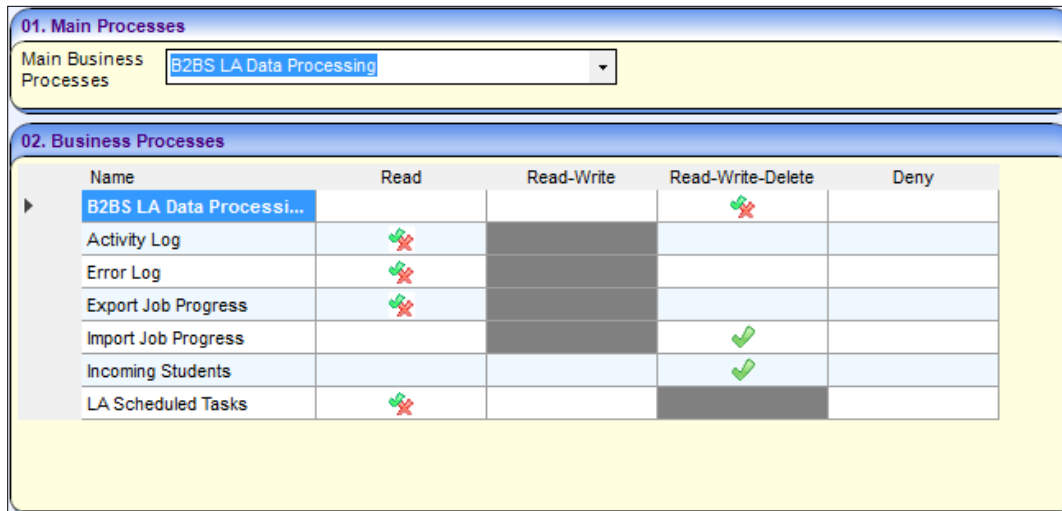 01. Main Processes
Main Business
Processes
B2BS LA Data Processing
02. Business Processes
Name Read Read-Write Read-Write-Delete Deny
B2BS LA Data Processi...
Activity Log
Error Log
Export Job Progress
Import Job Progress
Incoming Students
LA Scheduled Tasks